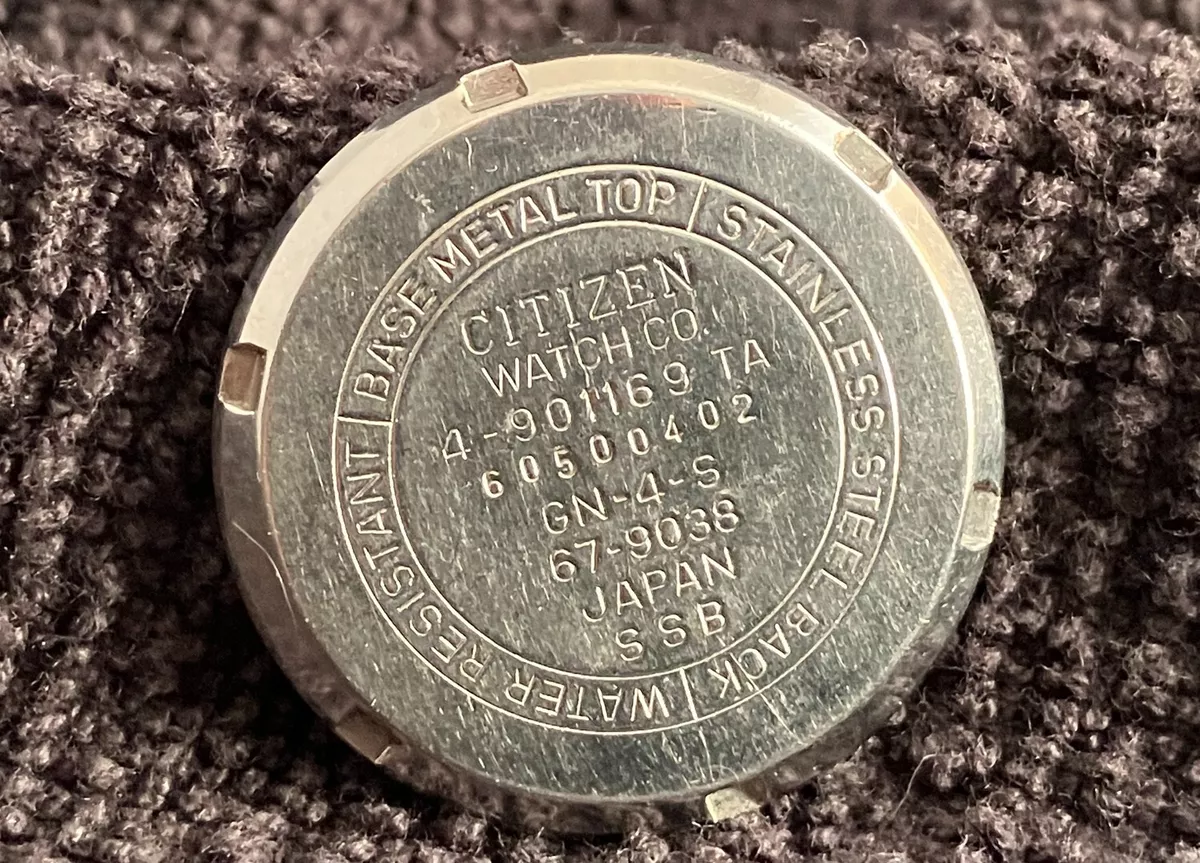 BASE METAL TOP | STAINLESS STEEL BACK | WATER RESISTANT |
CITIZEN
WATCH CO.
4-901169 TA
60500402
GN-4-S
67-9038
JAPAN
SSB